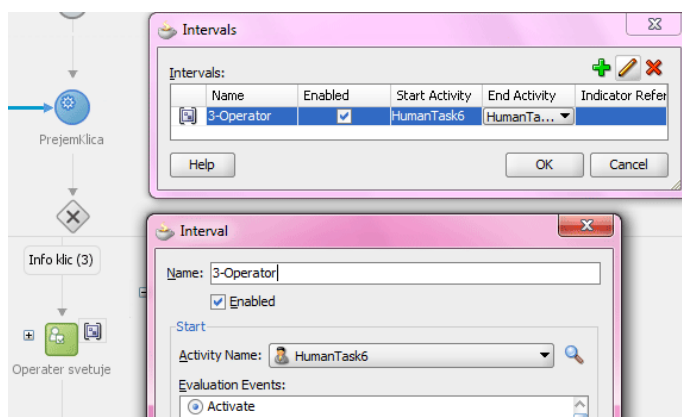 Intervals
Intervals:
Name Enabled Start Activity End Activity Indicator Refer
3-Operator HumanTask6 HumanTa...
Help OK Cancel
PrejemKlica
Interval
Name: 3-Operator
Enabled
Start
Activity Name: HumanTask6
Evaluation Events:
Activate
Info klic (3)
Operater svetuje